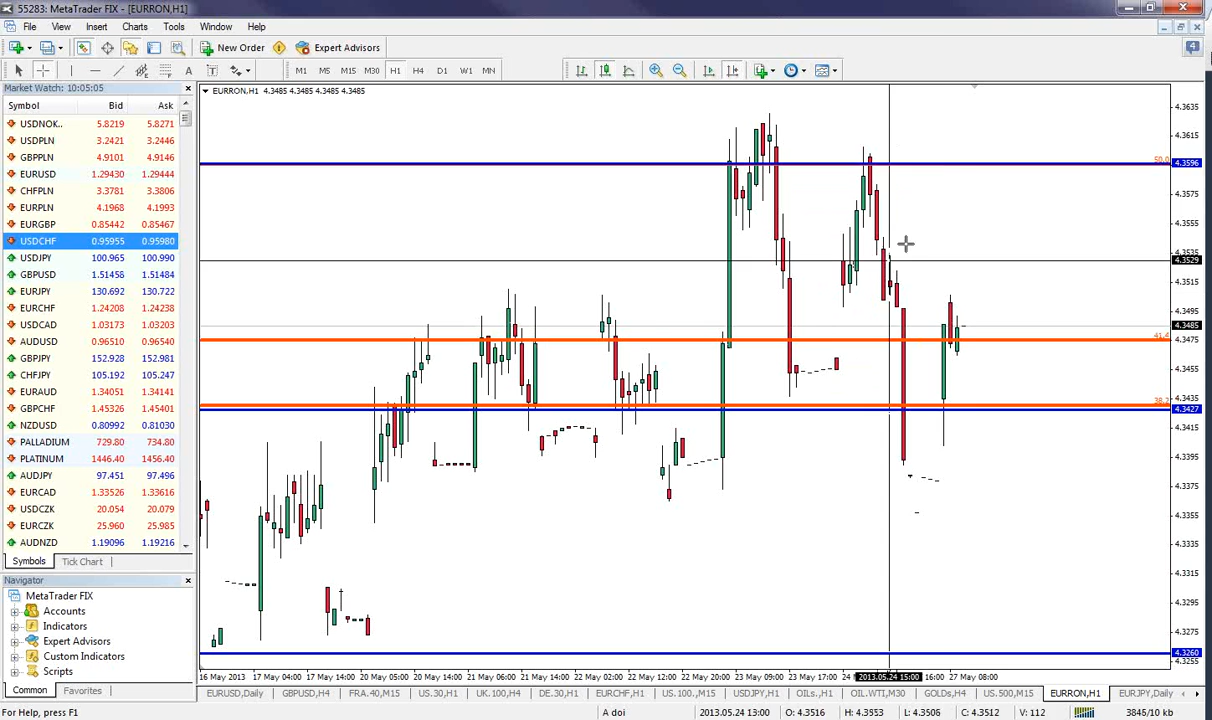 55283: MetaTrader FIX - [EURRON,H1]
File View Insert Charts Tools Window Help
New Order Expert Advisors 4
A T M1 M5 M15 M30 H1 H4 D1 W1 MN
Market Watch: 10:05:05
Symbol Bid Ask
USDNOK.. 5.8219 5.8271
USDPLN 3.2421 3.2446
GBPPLN 4.9101 4.9146
EURUSD 1.29430 1.29444
CHFPLN 3.3781 3.3806
EURPLN 4.1968 4.1993
EURGBP 0.85442 0.85467
USDCHF 0.95955 0.95980
USDJPY 100.965 100.990
GBPUSD 1.51458 1.51484
EURJPY 130.692 130.722
EURCHF 1.24208 1.24238
USDCAD 1.03173 1.03203
AUDUSD 0.96510 0.96540
GBPJPY 152.928 152.981
CHFJPY 105.192 105.247
EURAUD 1.34051 1.34141
GBPCHF 1.45326 1.45401
NZDUSD 0.80992 0.81030
PALLADIUM 729.80 734.80
PLATINUM 1446.40 1456.40
AUDJPY 97.451 97.496
EURCAD 1.33526 1.33616
USDCZK 20.054 20.079
EURCZK 25.960 25.985
AUDNZD 1.19096 1.19216
Symbols Tick Chart
Navigator
MetaTrader FIX
Accounts
Indicators
Expert Advisors
Custom Indicators
Scripts
Common Favorites
EURRON,H1 4.3485 4.3485 4.3485 4.3485
4.3635
4.3615
50.0 4.3596
4.3575
4.3555
4.3535
4.3529
4.3515
4.3495
4.3485
41.4 4.3475
4.3455
4.3435
38.2
4.3427
4.3415
4.3395
4.3375
4.3355
4.3335
4.3315
4.3295
4.3275
4.3260
4.3255
16 May 2013 17 May 04:00 17 May 14:00 20 May 05:00 20 May 15:00 21 May 06:00 21 May 14:00 22 May 02:00 22 May 12:00 22 May 20:00 23 May 09:00 23 May 17:00 24 2013.05.24 15:00 16:00 27 May 08:00
EURUSD,Daily GBPUSD,H4 FRA.40,M15 US.30,H1 UK.100,H4 DE.30,H1 EURCHF,H1 US.100.,M15 USDJPY,H1 OILs.,H1 OIL.WTI,M30 GOLDs,H4 US.500,M15 EURRON,H1 EURJPY,Daily
For Help, press F1 A doi 2013.05.24 13:00 O: 4.3516 H: 4.3553 L: 4.3506 C: 4.3512 V: 112 3845/10 kb